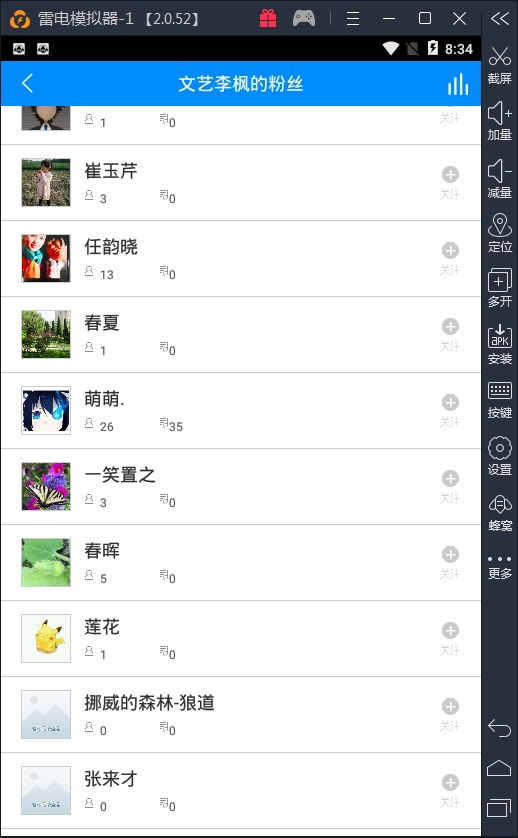 雷电模拟器-1 【2.0.52】
8:34
文艺李枫的粉丝
1
0
关注
崔玉芹
3
0
关注
任韵晓
13
0
关注
春夏
1
0
关注
萌萌.
26
35
关注
一笑置之
3
0
关注
春晖
5
0
关注
莲花
1
0
关注
挪威的森林-狼道
0
0
关注
张来才
0
0
关注
截屏
加量
减量
定位
多开
APK
安装
按键
设置
蜂窝
更多